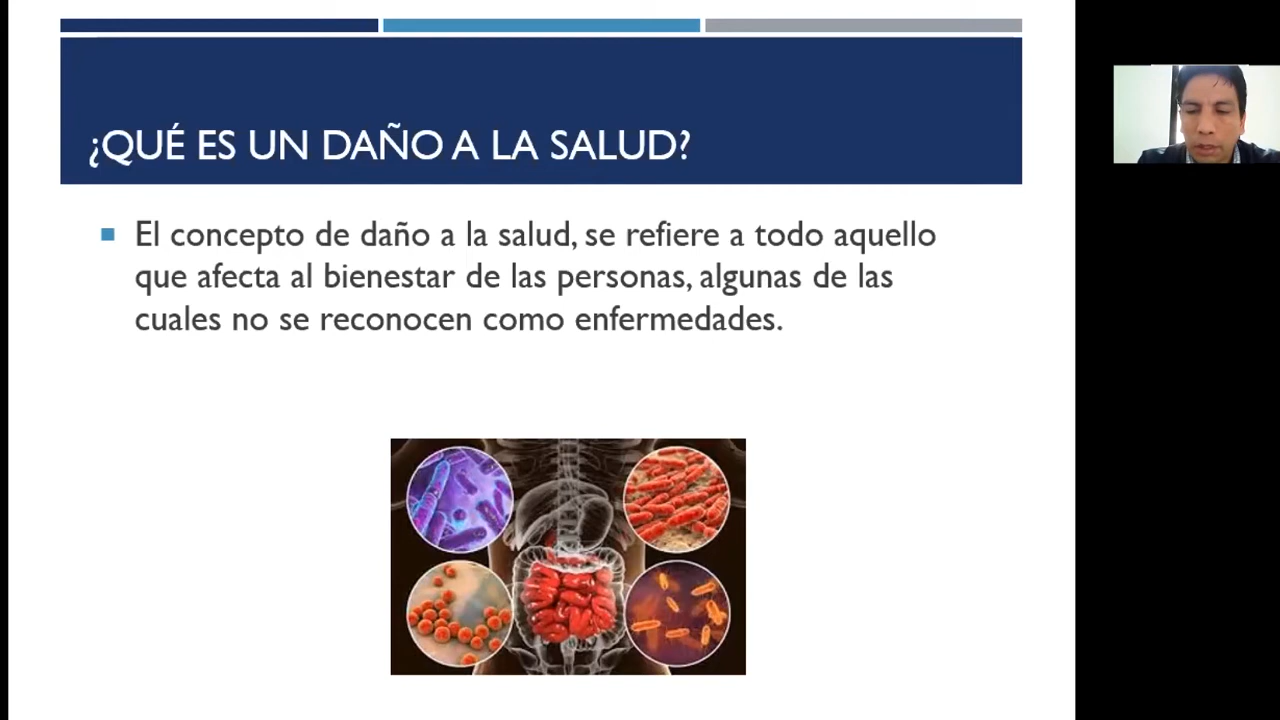 ¿QUÉ ES UN DAÑO A LA SALUD?
El concepto de daño a la salud, se refiere a todo aquello
que afecta al bienestar de las personas, algunas de las
cuales no se reconocen como enfermedades.